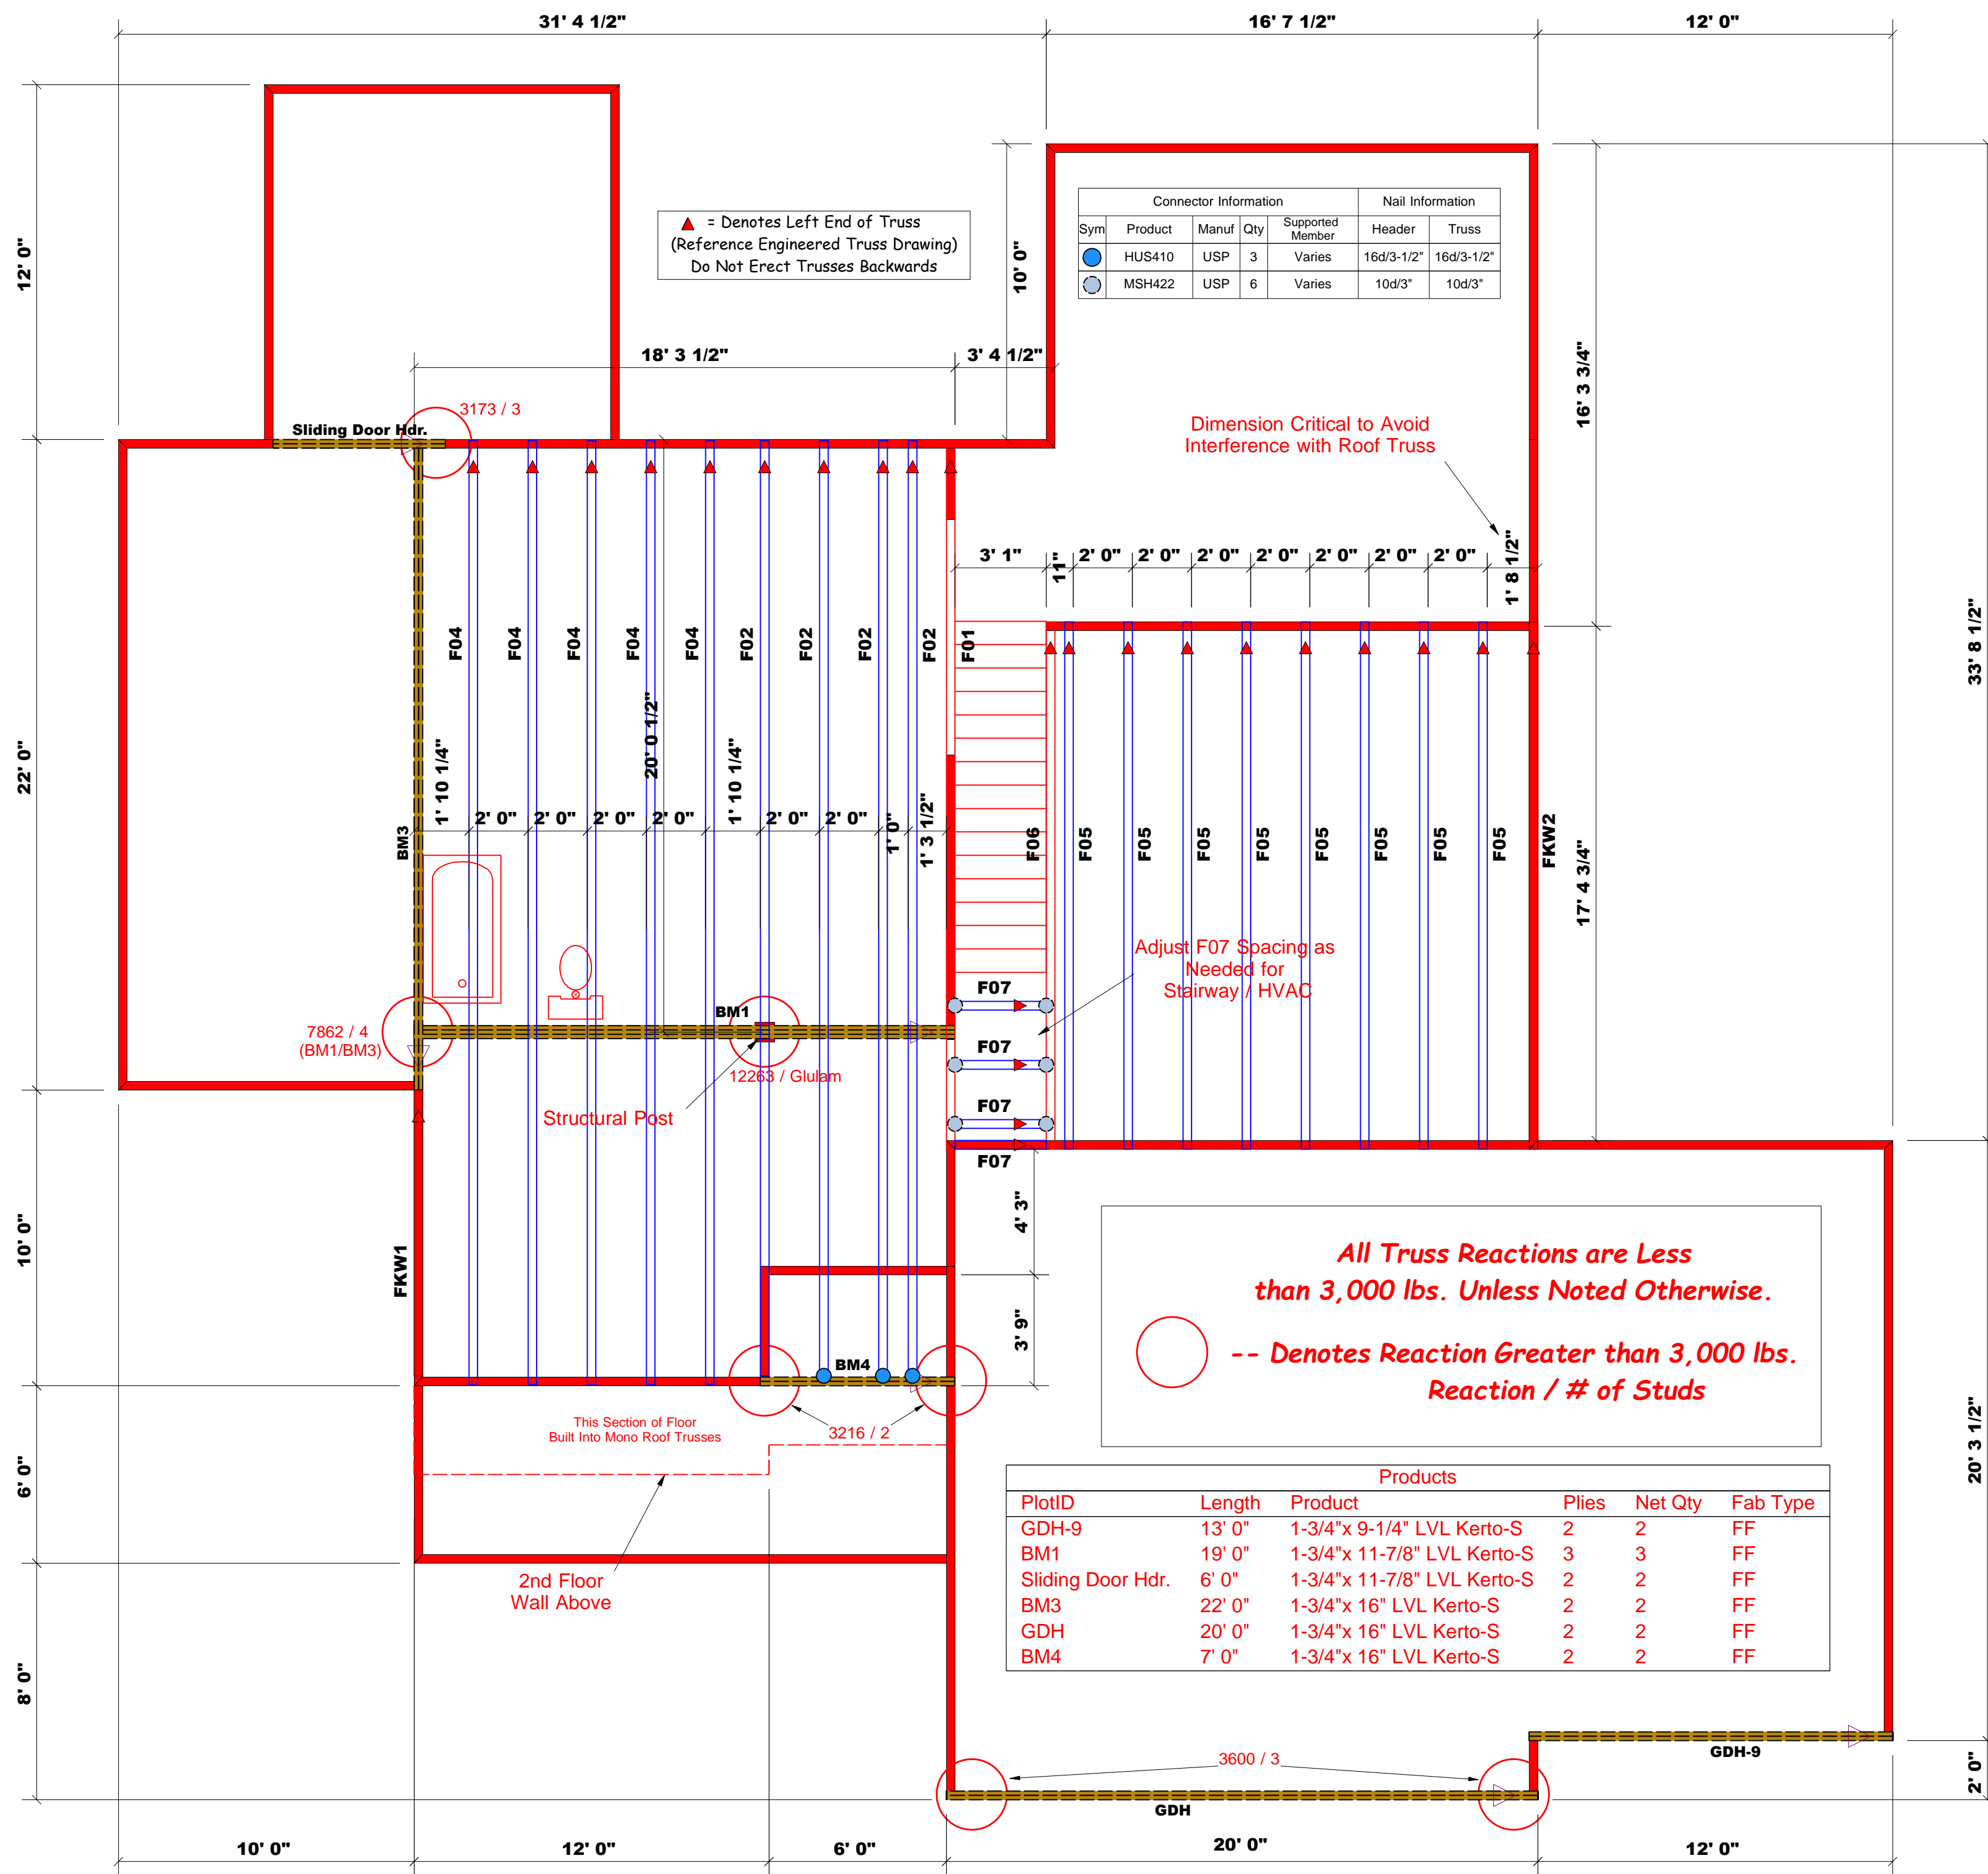 31' 4 1/2"
16' 7 1/2"
12' 0"
12' 0"
▲ = Denotes Left End of Truss
(Reference Engineered Truss Drawing)
Do Not Erect Trusses Backwards
10' 0"
Connector Information Nail Information
Sym Product Manuf Qty Supported Member Header Truss
HUS410 USP 3 Varies 16d/3-1/2" 16d/3-1/2"
MSH422 USP 6 Varies 10d/3" 10d/3"
18' 3 1/2"
3' 4 1/2"
16' 3 3/4"
3173 / 3
Sliding Door Hdr.
Dimension Critical to Avoid
Interference with Roof Truss
3' 1"
11"
2' 0"
2' 0"
2' 0"
2' 0"
2' 0"
2' 0"
2' 0"
1' 8 1/2"
33' 8 1/2"
F04
F04
F04
F04
F04
F02
F02
F02
F02
F01
22' 0"
20' 0 1/2"
1' 10 1/4"
2' 0"
2' 0"
2' 0"
2' 0"
1' 10 1/4"
2' 0"
2' 0"
1' 0"
1' 3 1/2"
BM3
F06
F05
F05
F05
F05
F05
F05
F05
F05
FKW2
17' 4 3/4"
Adjust F07 Spacing as
Needed for
Stairway / HVAC
F07
BM1
7862 / 4
(BM1/BM3)
F07
12263 / Glulam
Structural Post
F07
F07
4' 3"
10' 0"
FKW1
3' 9"
All Truss Reactions are Less
than 3,000 lbs. Unless Noted Otherwise.
-- Denotes Reaction Greater than 3,000 lbs.
Reaction / # of Studs
BM4
This Section of Floor
Built Into Mono Roof Trusses
3216 / 2
6' 0"
20' 3 1/2"
Products
PlotID Length Product Plies Net Qty Fab Type
GDH-9 13' 0" 1-3/4"x 9-1/4" LVL Kerto-S 2 2 FF
BM1 19' 0" 1-3/4"x 11-7/8" LVL Kerto-S 3 3 FF
Sliding Door Hdr. 6' 0" 1-3/4"x 11-7/8" LVL Kerto-S 2 2 FF
BM3 22' 0" 1-3/4"x 16" LVL Kerto-S 2 2 FF
GDH 20' 0" 1-3/4"x 16" LVL Kerto-S 2 2 FF
BM4 7' 0" 1-3/4"x 16" LVL Kerto-S 2 2 FF
2nd Floor
Wall Above
8' 0"
3600 / 3
GDH-9
2' 0"
GDH
10' 0"
12' 0"
6' 0"
20' 0"
12' 0"